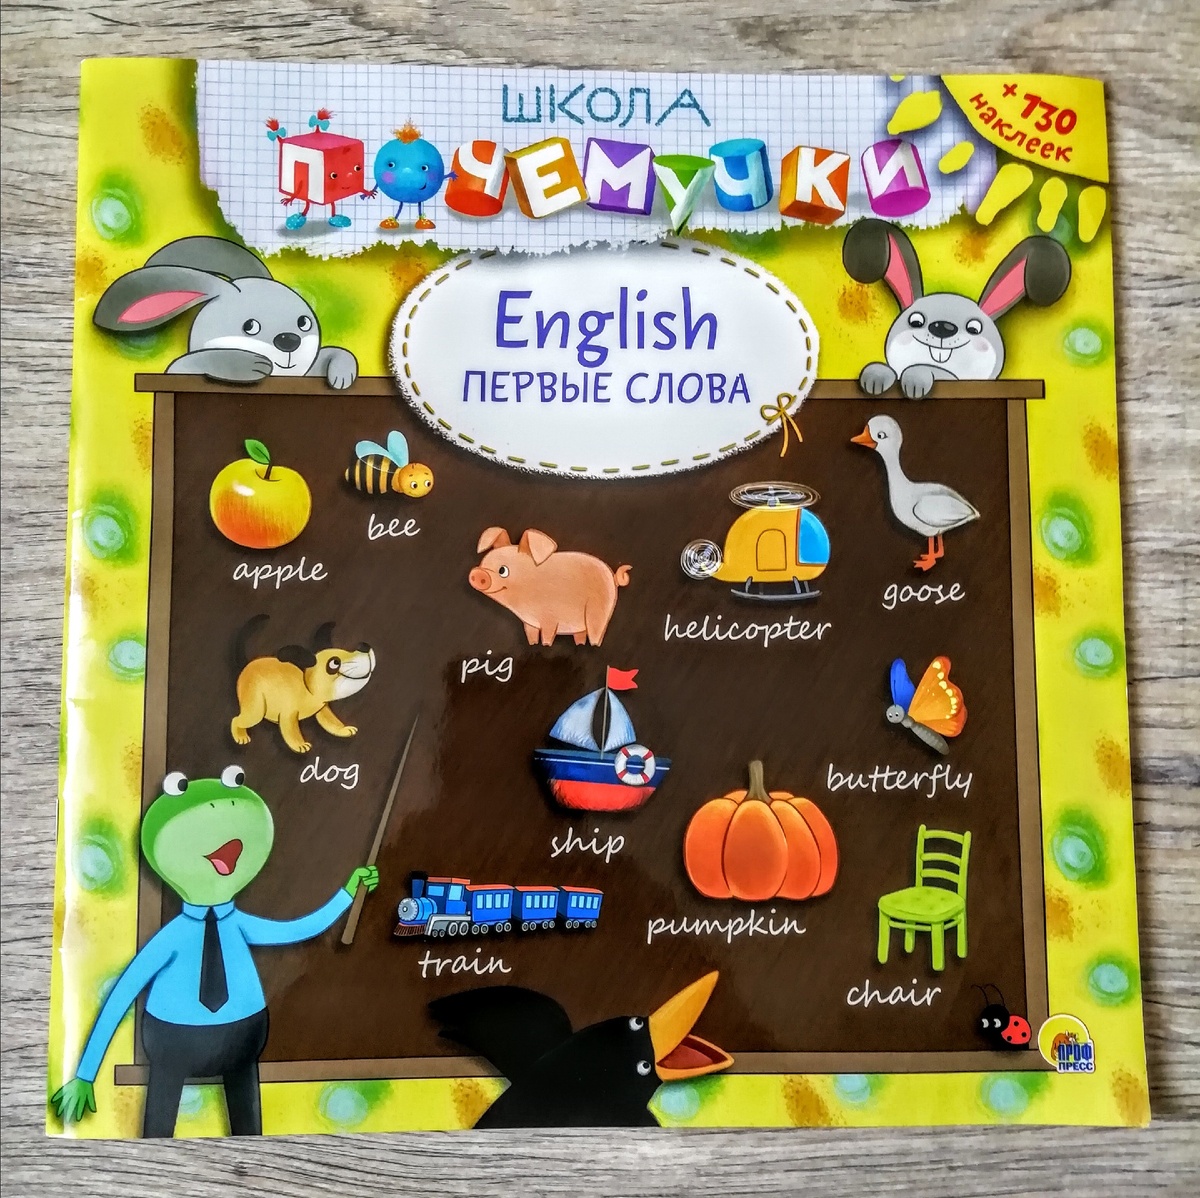 ШКОЛА
ПОЧЕМУЧКИ
+ 130
наклеек
English
ПЕРВЫЕ СЛОВА
apple
bee
pig
helicopter
goose
dog
ship
butterfly
train
pumpkin
chair
ПРОФ
ПРЕСС